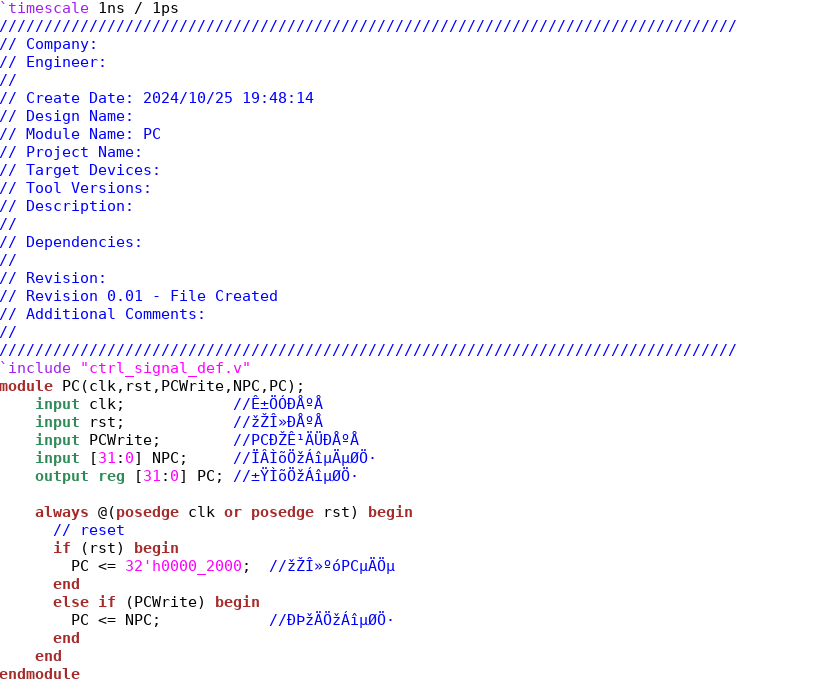 `timescale 1ns / 1ps
//////////////////////////////////////////////////////////////////////////////////
// Company:
// Engineer:
//
// Create Date: 2024/10/25 19:48:14
// Design Name:
// Module Name: PC
// Project Name:
// Target Devices:
// Tool Versions:
// Description:
//
// Dependencies:
//
// Revision:
// Revision 0.01 - File Created
// Additional Comments:
//
//////////////////////////////////////////////////////////////////////////////////
`include "ctrl_signal_def.v"
module PC(clk,rst,PCWrite,NPC,PC);
    input clk;            //Ê±ÖÓÐÅºÅ
    input rst;            //žŽÎ»ÐÅºÅ
    input PCWrite;        //PCÐŽÊ¹ÄÜÐÅºÅ
    input [31:0] NPC;     //ÏÂÌõÖžÁîµÄµØÖ·
    output reg [31:0] PC; //±ŸÌõÖžÁîµØÖ·

    always @(posedge clk or posedge rst) begin
      // reset
      if (rst) begin
        PC <= 32'h0000_2000;  //žŽÎ»ºóPCµÄÖµ
      end
      else if (PCWrite) begin
        PC <= NPC;            //ÐÞžÄÖžÁîµØÖ·
      end
    end
endmodule